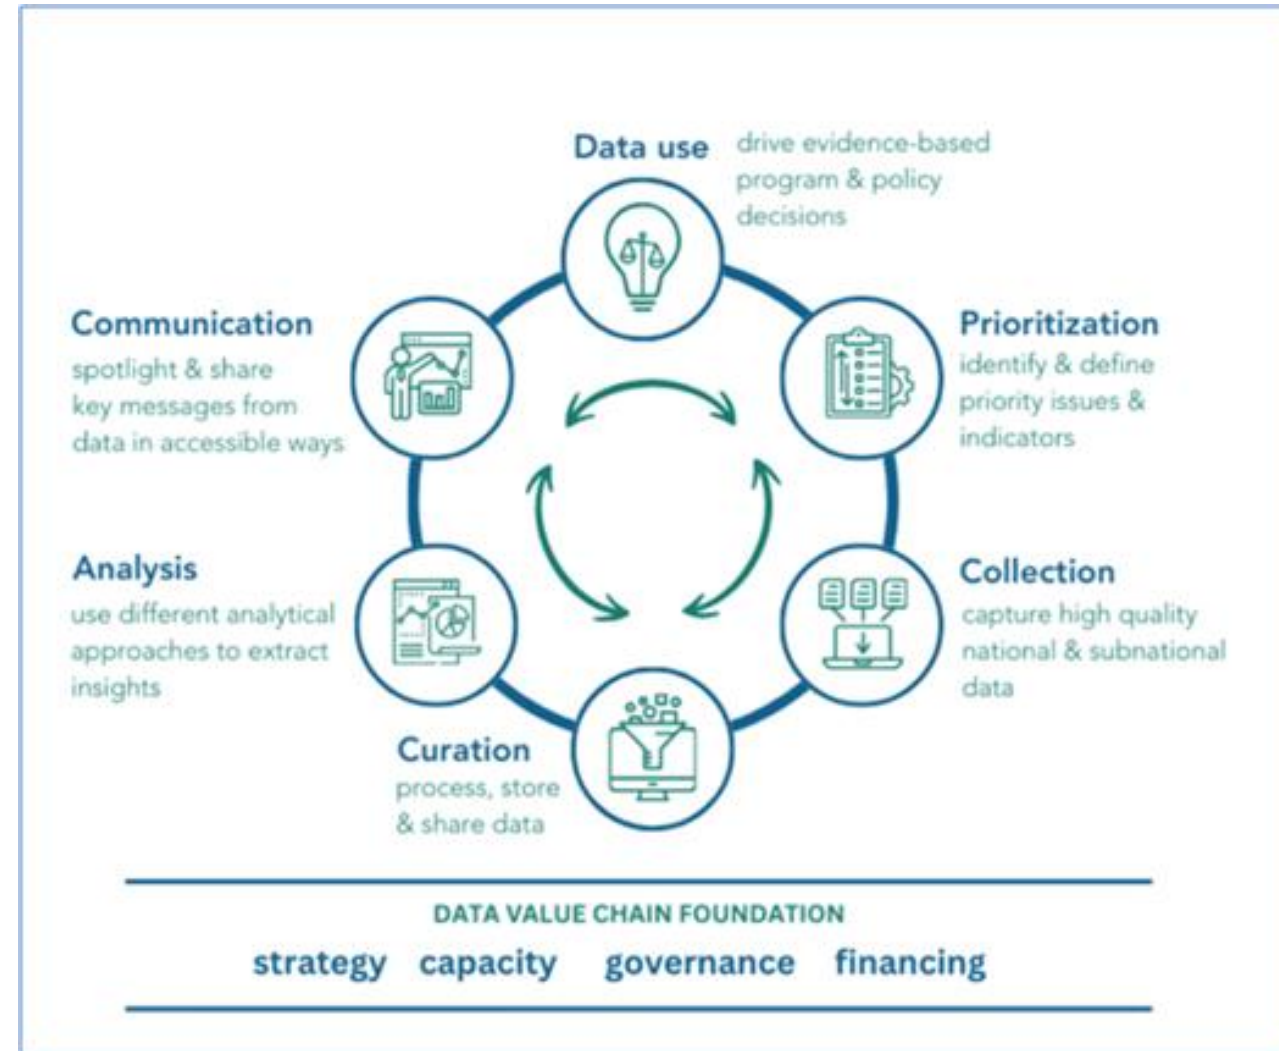 Data use
drive evidence-based
program & policy
decisions
Prioritization
identify & define
priority issues &
indicators
Collection
capture high quality
national & subnational
data
Curation
process, store
& share data
Analysis
use different analytical
approaches to extract
insights
Communication
spotlight & share
key messages from
data in accessible ways
DATA VALUE CHAIN FOUNDATION
strategy capacity governance financing